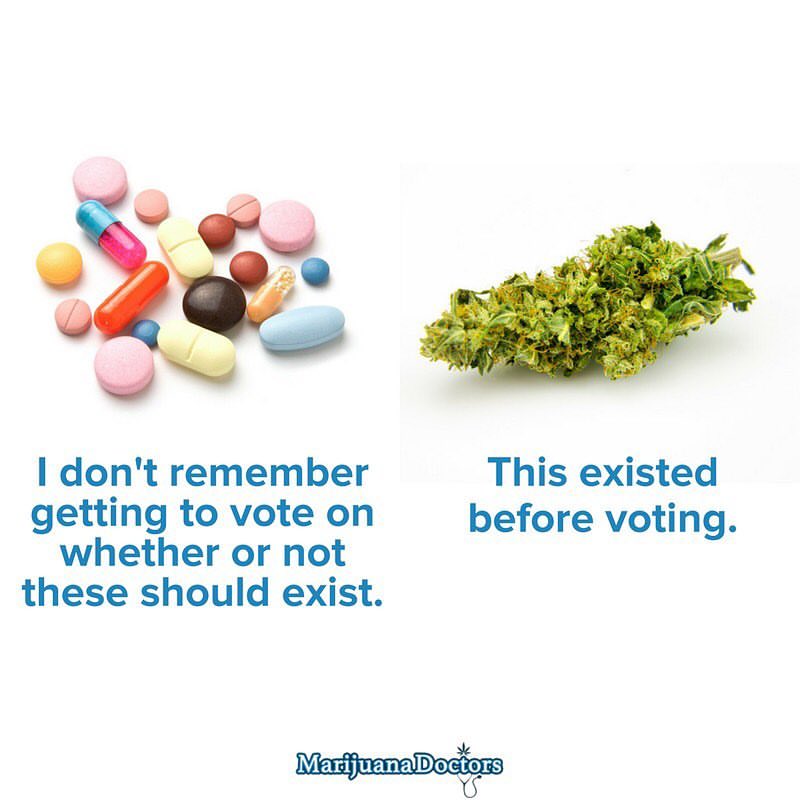 I don't remember
getting to vote on
whether or not
these should exist.
This existed
before voting.
MarijuanaDoctors